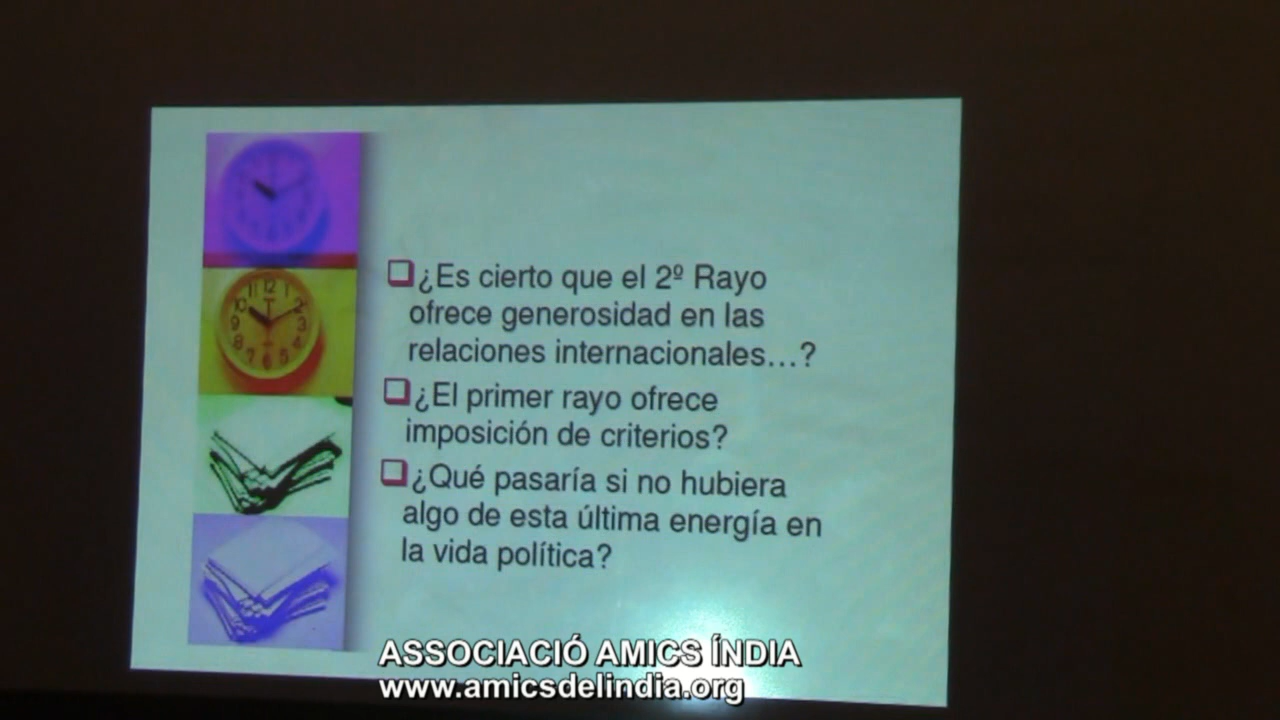 ¿Es cierto que el 2º Rayo
ofrece generosidad en las
relaciones internacionales...?
¿El primer rayo ofrece
imposición de criterios?
¿Qué pasaría si no hubiera
algo de esta última energía en
la vida política?
ASSOCIACIÓ AMICS ÍNDIA
www.amicsdelindia.org